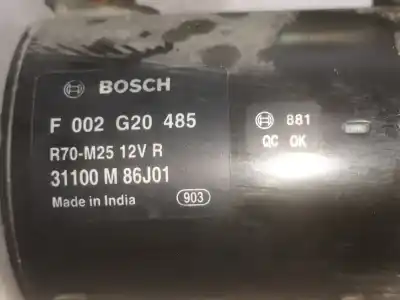 BOSCH
F 002 G20 485
R70-M25 12V R
31100 M 86J01
Made in India 903
881
QC OK